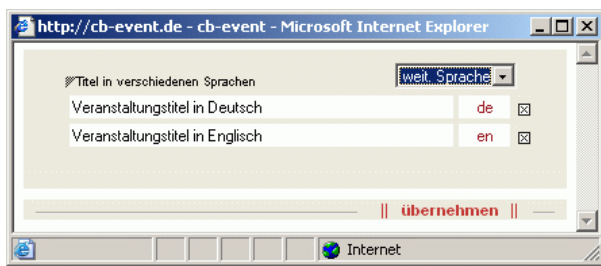 http://cb-event.de - cb-event - Microsoft Internet Explorer
Titel in verschiedenen Sprachen
weit. Sprache
Veranstaltungstitel in Deutsch de
Veranstaltungstitel in Englisch en
|| übernehmen ||
Internet